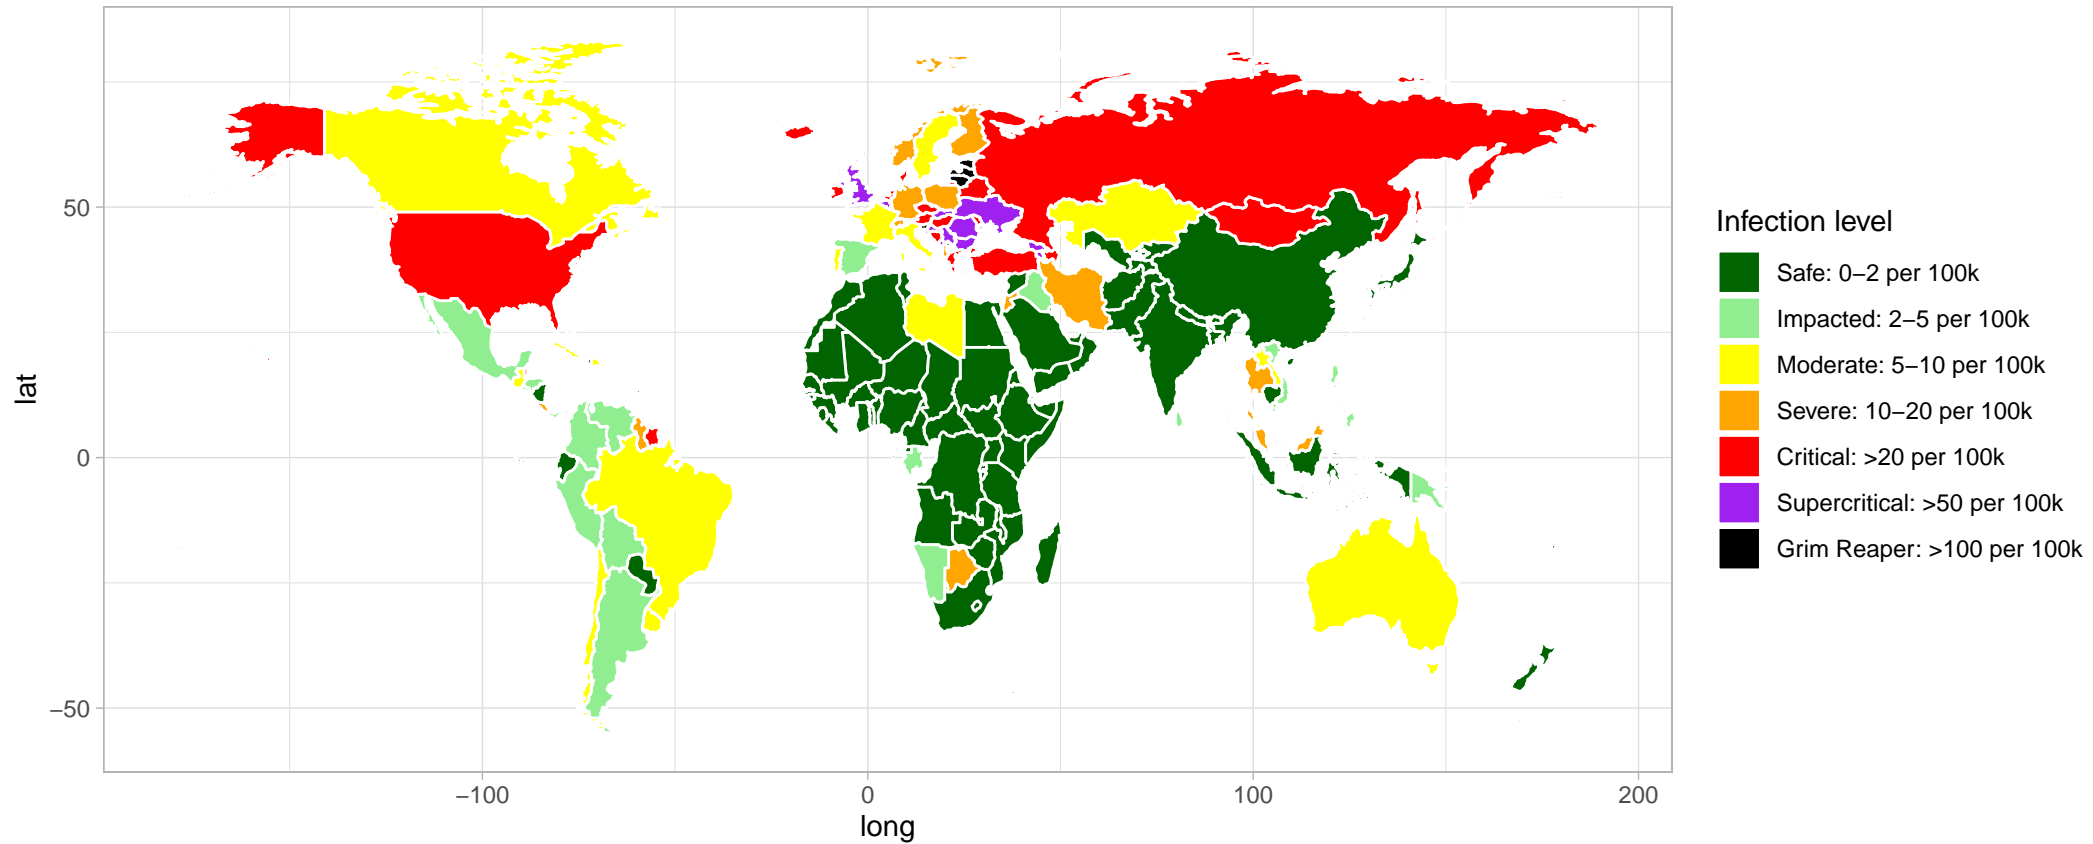 50
0
−50
lat
−100
0
100
200
long
Infection level
Safe: 0−2 per 100k
Impacted: 2−5 per 100k
Moderate: 5−10 per 100k
Severe: 10−20 per 100k
Critical: >20 per 100k
Supercritical: >50 per 100k
Grim Reaper: >100 per 100k